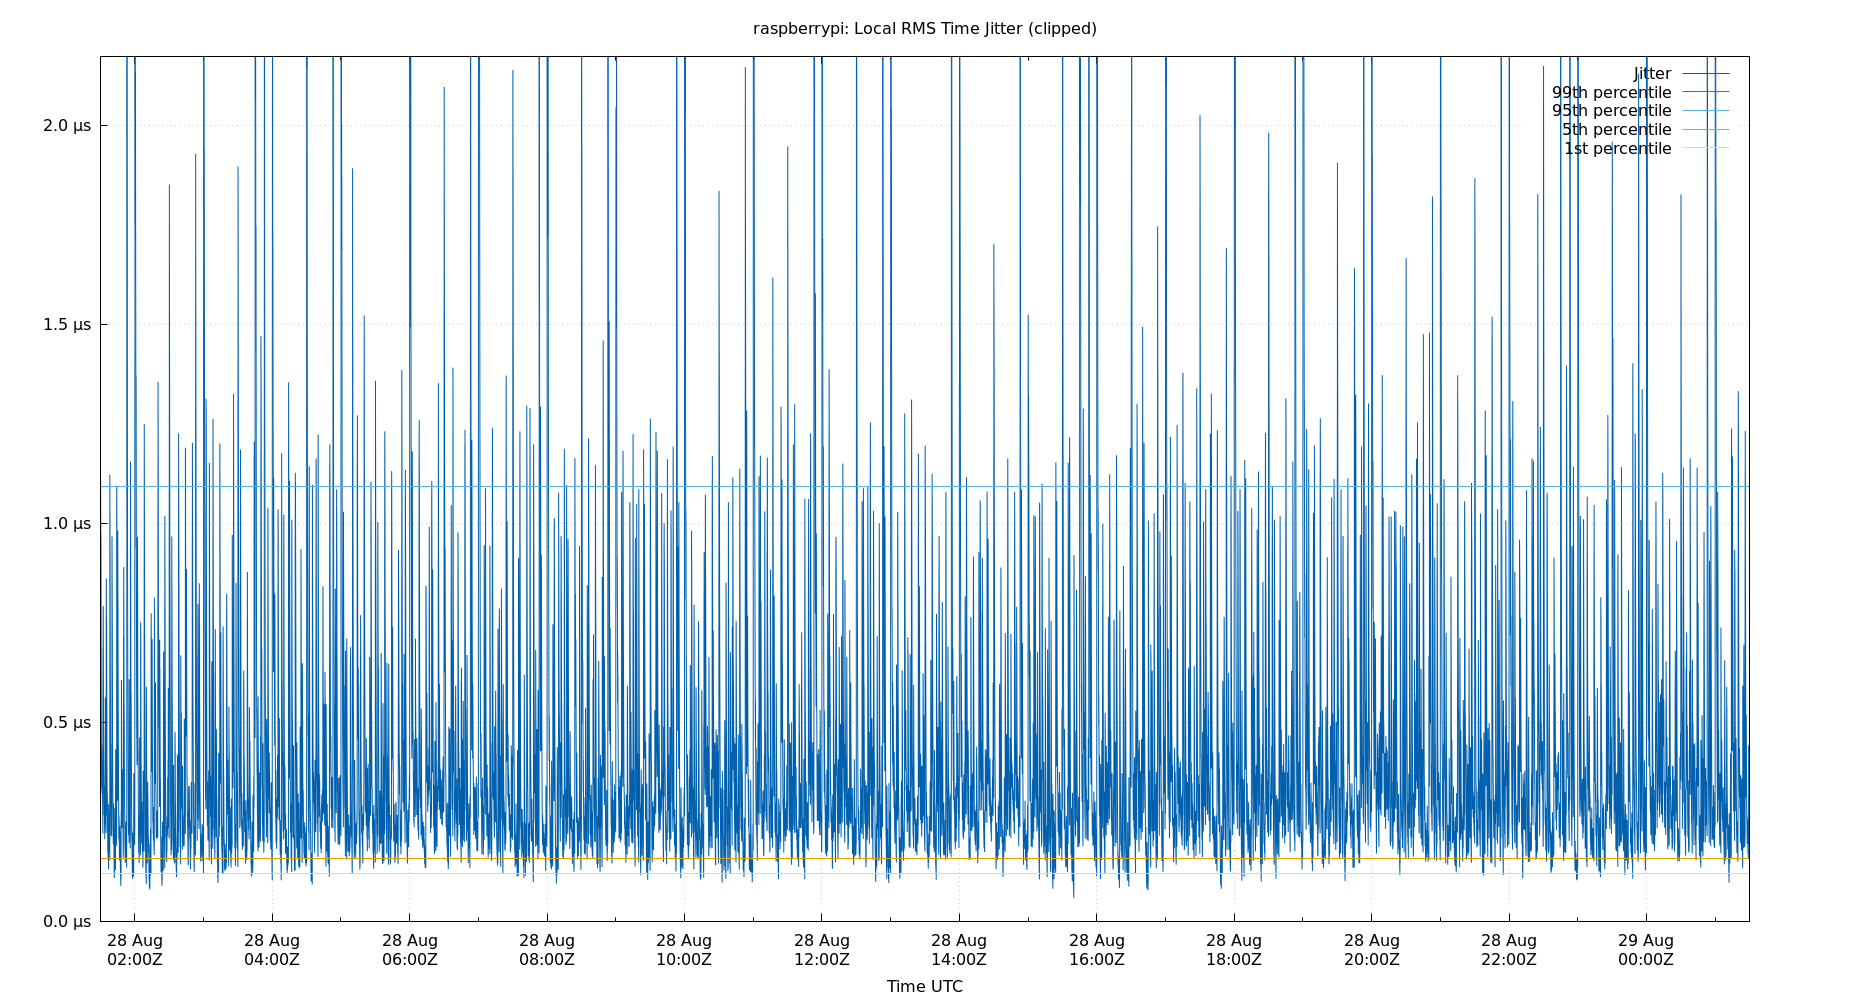 raspberrypi: Local RMS Time Jitter (clipped)
Jitter
99th percentile
95th percentile
5th percentile
1st percentile
2.0 µs
1.5 µs
1.0 µs
0.5 µs
0.0 µs
28 Aug 28 Aug 28 Aug 28 Aug 28 Aug 28 Aug 28 Aug 28 Aug 28 Aug 28 Aug 28 Aug 29 Aug
02:00Z 04:00Z 06:00Z 08:00Z 10:00Z 12:00Z 14:00Z 16:00Z 18:00Z 20:00Z 22:00Z 00:00Z
Time UTC